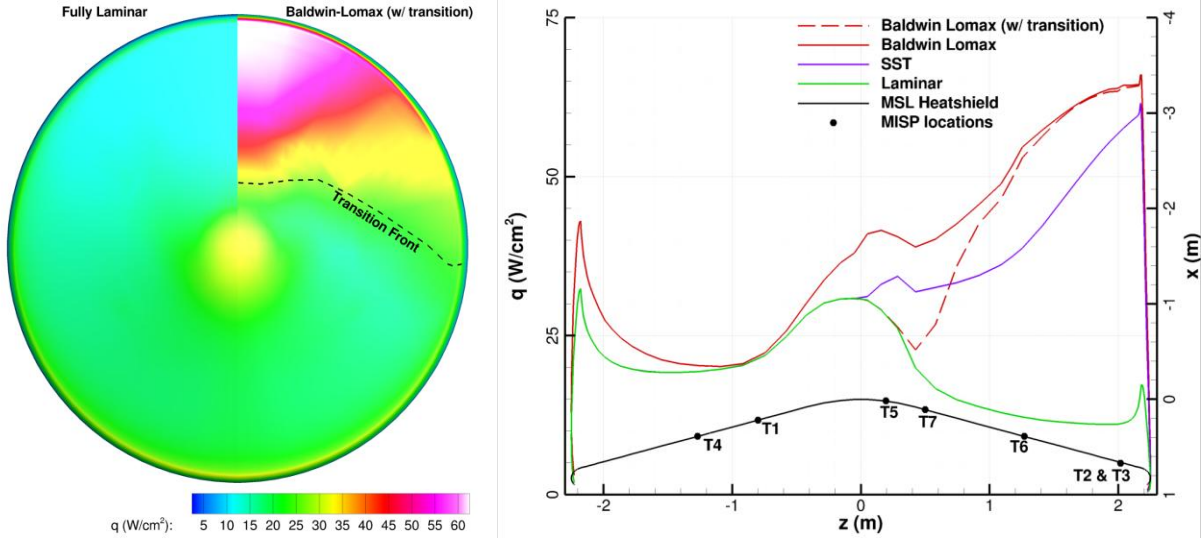 Fully Laminar
Baldwin-Lomax (w/ transition)
Transition Front
q (W/cm²):
5 10 15 20 25 30 35 40 45 50 55 60
75
50
25
0
q (W/cm²)
Baldwin Lomax (w/ transition)
Baldwin Lomax
SST
Laminar
MSL Heatshield
MISP locations
T4
T1
T5
T7
T6
T2 & T3
-2 -1 0 1 2
z (m)
-4
-3
-2
-1
0
1
x (m)